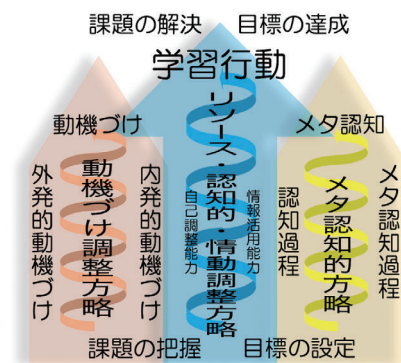 課題の解決
目標の達成
学習行動
動機づけ
メタ認知
外発的動機づけ
動機づけ調整方略
内発的動機づけ
自己調整能力
リソース・認知的・情動調整方略
情報活用能力
認知過程
メタ認知的方略
メタ認知過程
課題の把握
目標の設定